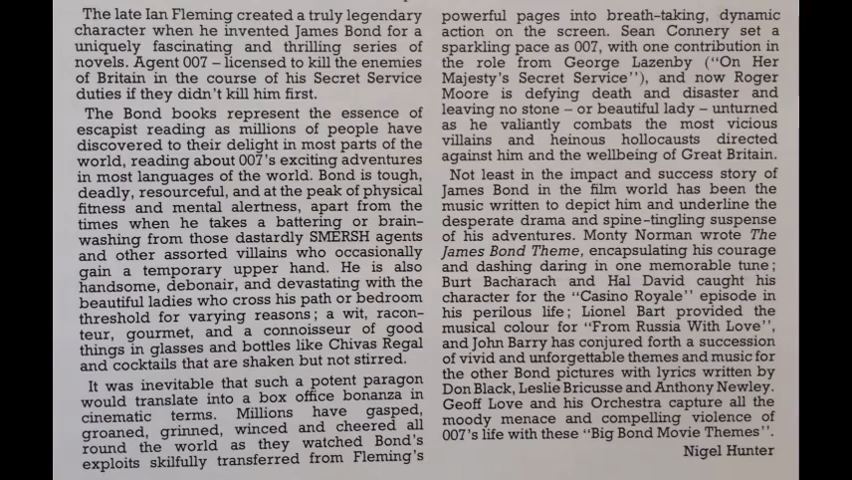 The late Ian Fleming created a truly legendary
character when he invented James Bond for a
uniquely fascinating and thrilling series of
novels. Agent 007 – licensed to kill the enemies
of Britain in the course of his Secret Service
duties if they didn't kill him first.
The Bond books represent the essence of
escapist reading as millions of people have
discovered to their delight in most parts of the
world, reading about 007's exciting adventures
in most languages of the world. Bond is tough,
deadly, resourceful, and at the peak of physical
fitness and mental alertness, apart from the
times when he takes a battering or brain-
washing from those dastardly SMERSH agents
and other assorted villains who occasionally
gain a temporary upper hand. He is also
handsome, debonair, and devastating with the
beautiful ladies who cross his path or bedroom
threshold for varying reasons; a wit, racon-
teur, gourmet, and a connoisseur of good
things in glasses and bottles like Chivas Regal
and cocktails that are shaken but not stirred.
It was inevitable that such a potent paragon
would translate into a box office bonanza in
cinematic terms. Millions have gasped,
groaned, grinned, winced and cheered all
round the world as they watched Bond's
exploits skilfully transferred from Fleming's
powerful pages into breath-taking, dynamic
action on the screen. Sean Connery set a
sparkling pace as 007, with one contribution in
the role from George Lazenby ("On Her
Majesty's Secret Service"), and now Roger
Moore is defying death and disaster and
leaving no stone – or beautiful lady – unturned
as he valiantly combats the most vicious
villains and heinous hollocausts directed
against him and the wellbeing of Great Britain.
Not least in the impact and success story of
James Bond in the film world has been the
music written to depict him and underline the
desperate drama and spine-tingling suspense
of his adventures. Monty Norman wrote The
James Bond Theme, encapsulating his courage
and dashing daring in one memorable tune;
Burt Bacharach and Hal David caught his
character for the "Casino Royale" episode in
his perilous life; Lionel Bart provided the
musical colour for "From Russia With Love",
and John Barry has conjured forth a succession
of vivid and unforgettable themes and music for
the other Bond pictures with lyrics written by
Don Black, Leslie Bricusse and Anthony Newley.
Geoff Love and his Orchestra capture all the
moody menace and compelling violence of
007's life with these "Big Bond Movie Themes".
Nigel Hunter